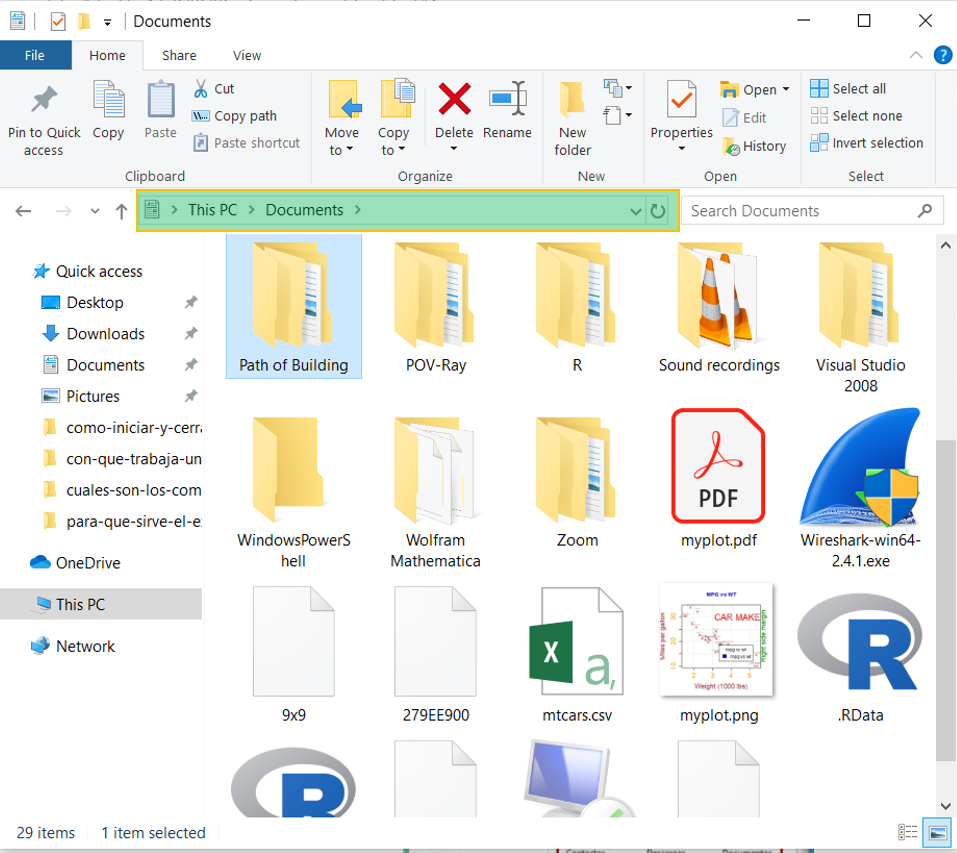 Documents
File Home Share View
Pin to Quick access
Copy
Paste
Cut
Copy path
Paste shortcut
Clipboard
Move to
Copy to
Delete
Rename
Organize
New folder
New
Properties
Open
Edit
History
Open
Select all
Select none
Invert selection
Select
This PC Documents
Search Documents
Quick access
Desktop
Downloads
Documents
Pictures
como-iniciar-y-cerra
con-que-trabaja-un
cuales-son-los-com
para-que-sirve-el-e
OneDrive
This PC
Network
Path of Building
POV-Ray
R
Sound recordings
Visual Studio
2008
WindowsPowerS
hell
Wolfram
Mathematica
Zoom
PDF
myplot.pdf
Wireshark-win64-
2.4.1.exe
9x9
279EE900
X a,
mtcars.csv
MPG vs WT
CAR MAKE
Miles per gallon
Right side margin
Weight (1000 lbs)
myplot.png
R
.RData
R
29 items 1 item selected